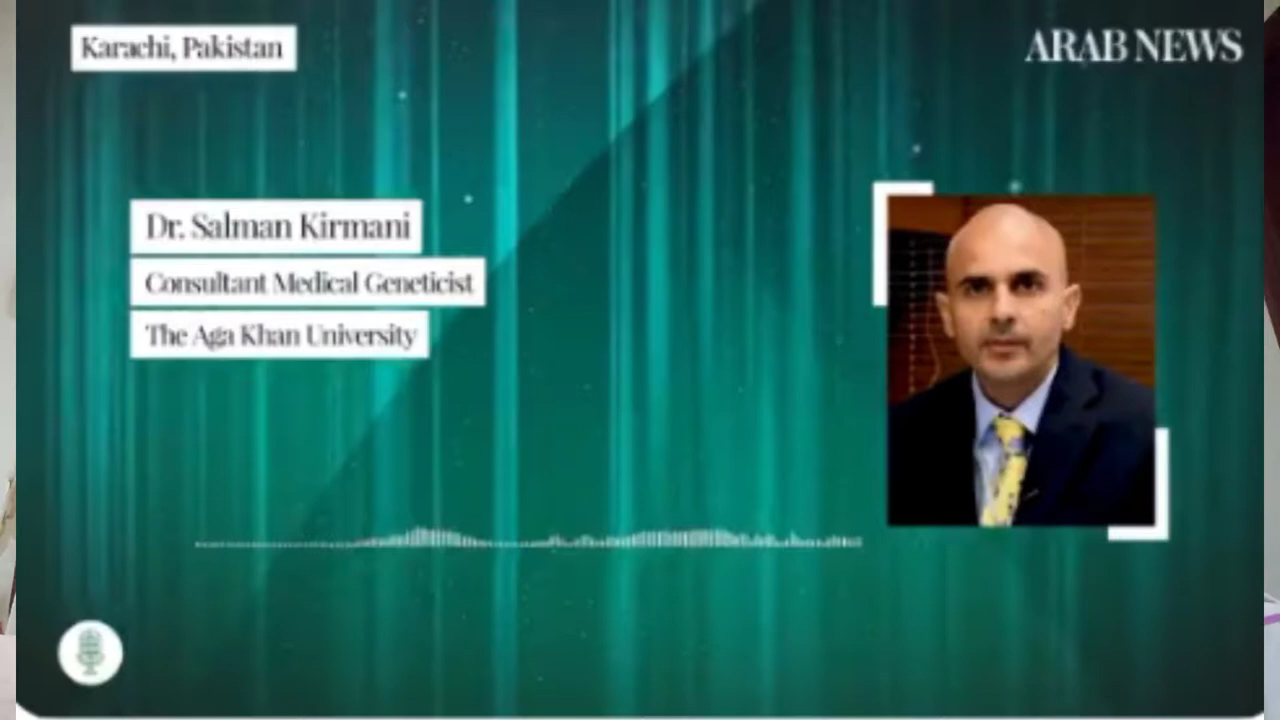 Karachi, Pakistan
ARAB NEWS
Dr. Salman Kirmani
Consultant Medical Geneticist
The Aga Khan University